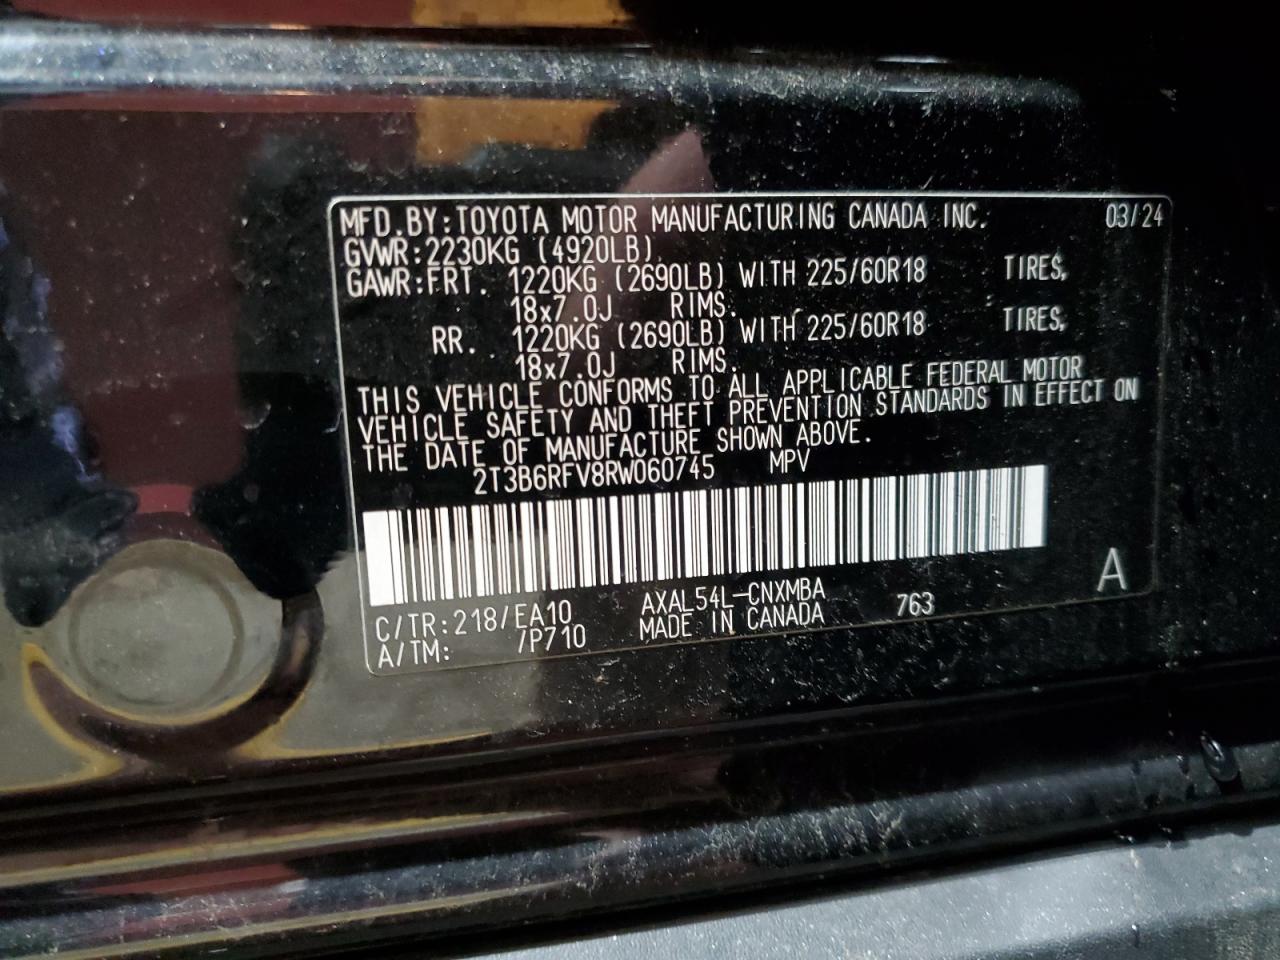 MFD.BY:TOYOTA MOTOR MANUFACTURING CANADA INC. 03/24
GVWR:2230KG (4920LB)
GAWR:FRT. 1220KG (2690LB) WITH 225/60R18 TIRES,
18x7.0J RIMS.
RR. 1220KG (2690LB) WITH 225/60R18 TIRES,
18x7.0J RIMS.
THIS VEHICLE CONFORMS TO ALL APPLICABLE FEDERAL MOTOR
VEHICLE SAFETY AND THEFT PREVENTION STANDARDS IN EFFECT ON
THE DATE OF MANUFACTURE SHOWN ABOVE.
2T3B6RFV8RW060745 MPV
C/TR:218/EA10 AXAL54L-CNXMBA 763 A
A/TM: /P710 MADE IN CANADA